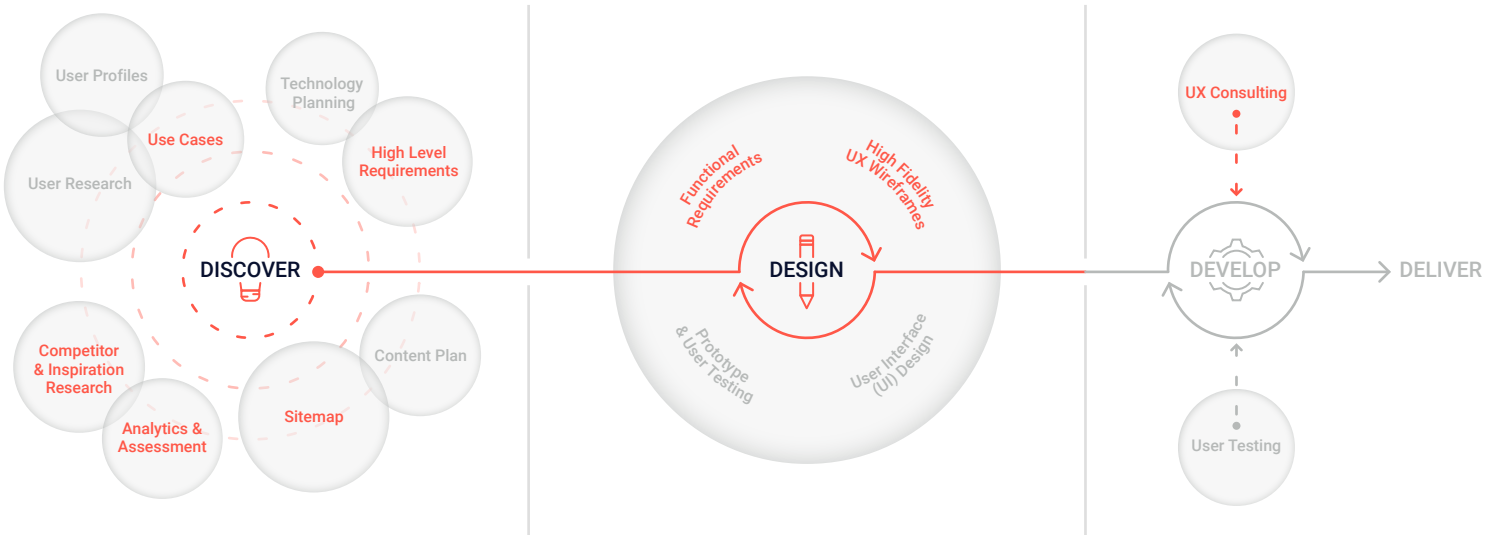 User Profiles
Technology
Planning
Use Cases
High Level
Requirements
User Research
DISCOVER
Competitor
& Inspiration
Research
Content Plan
Sitemap
Analytics &
Assessment
Functional
Requirements
High Fidelity
UX Wireframes
DESIGN
Prototype
& User Testing
User Interface
(UI) Design
UX Consulting
DEVELOP
DELIVER
User Testing